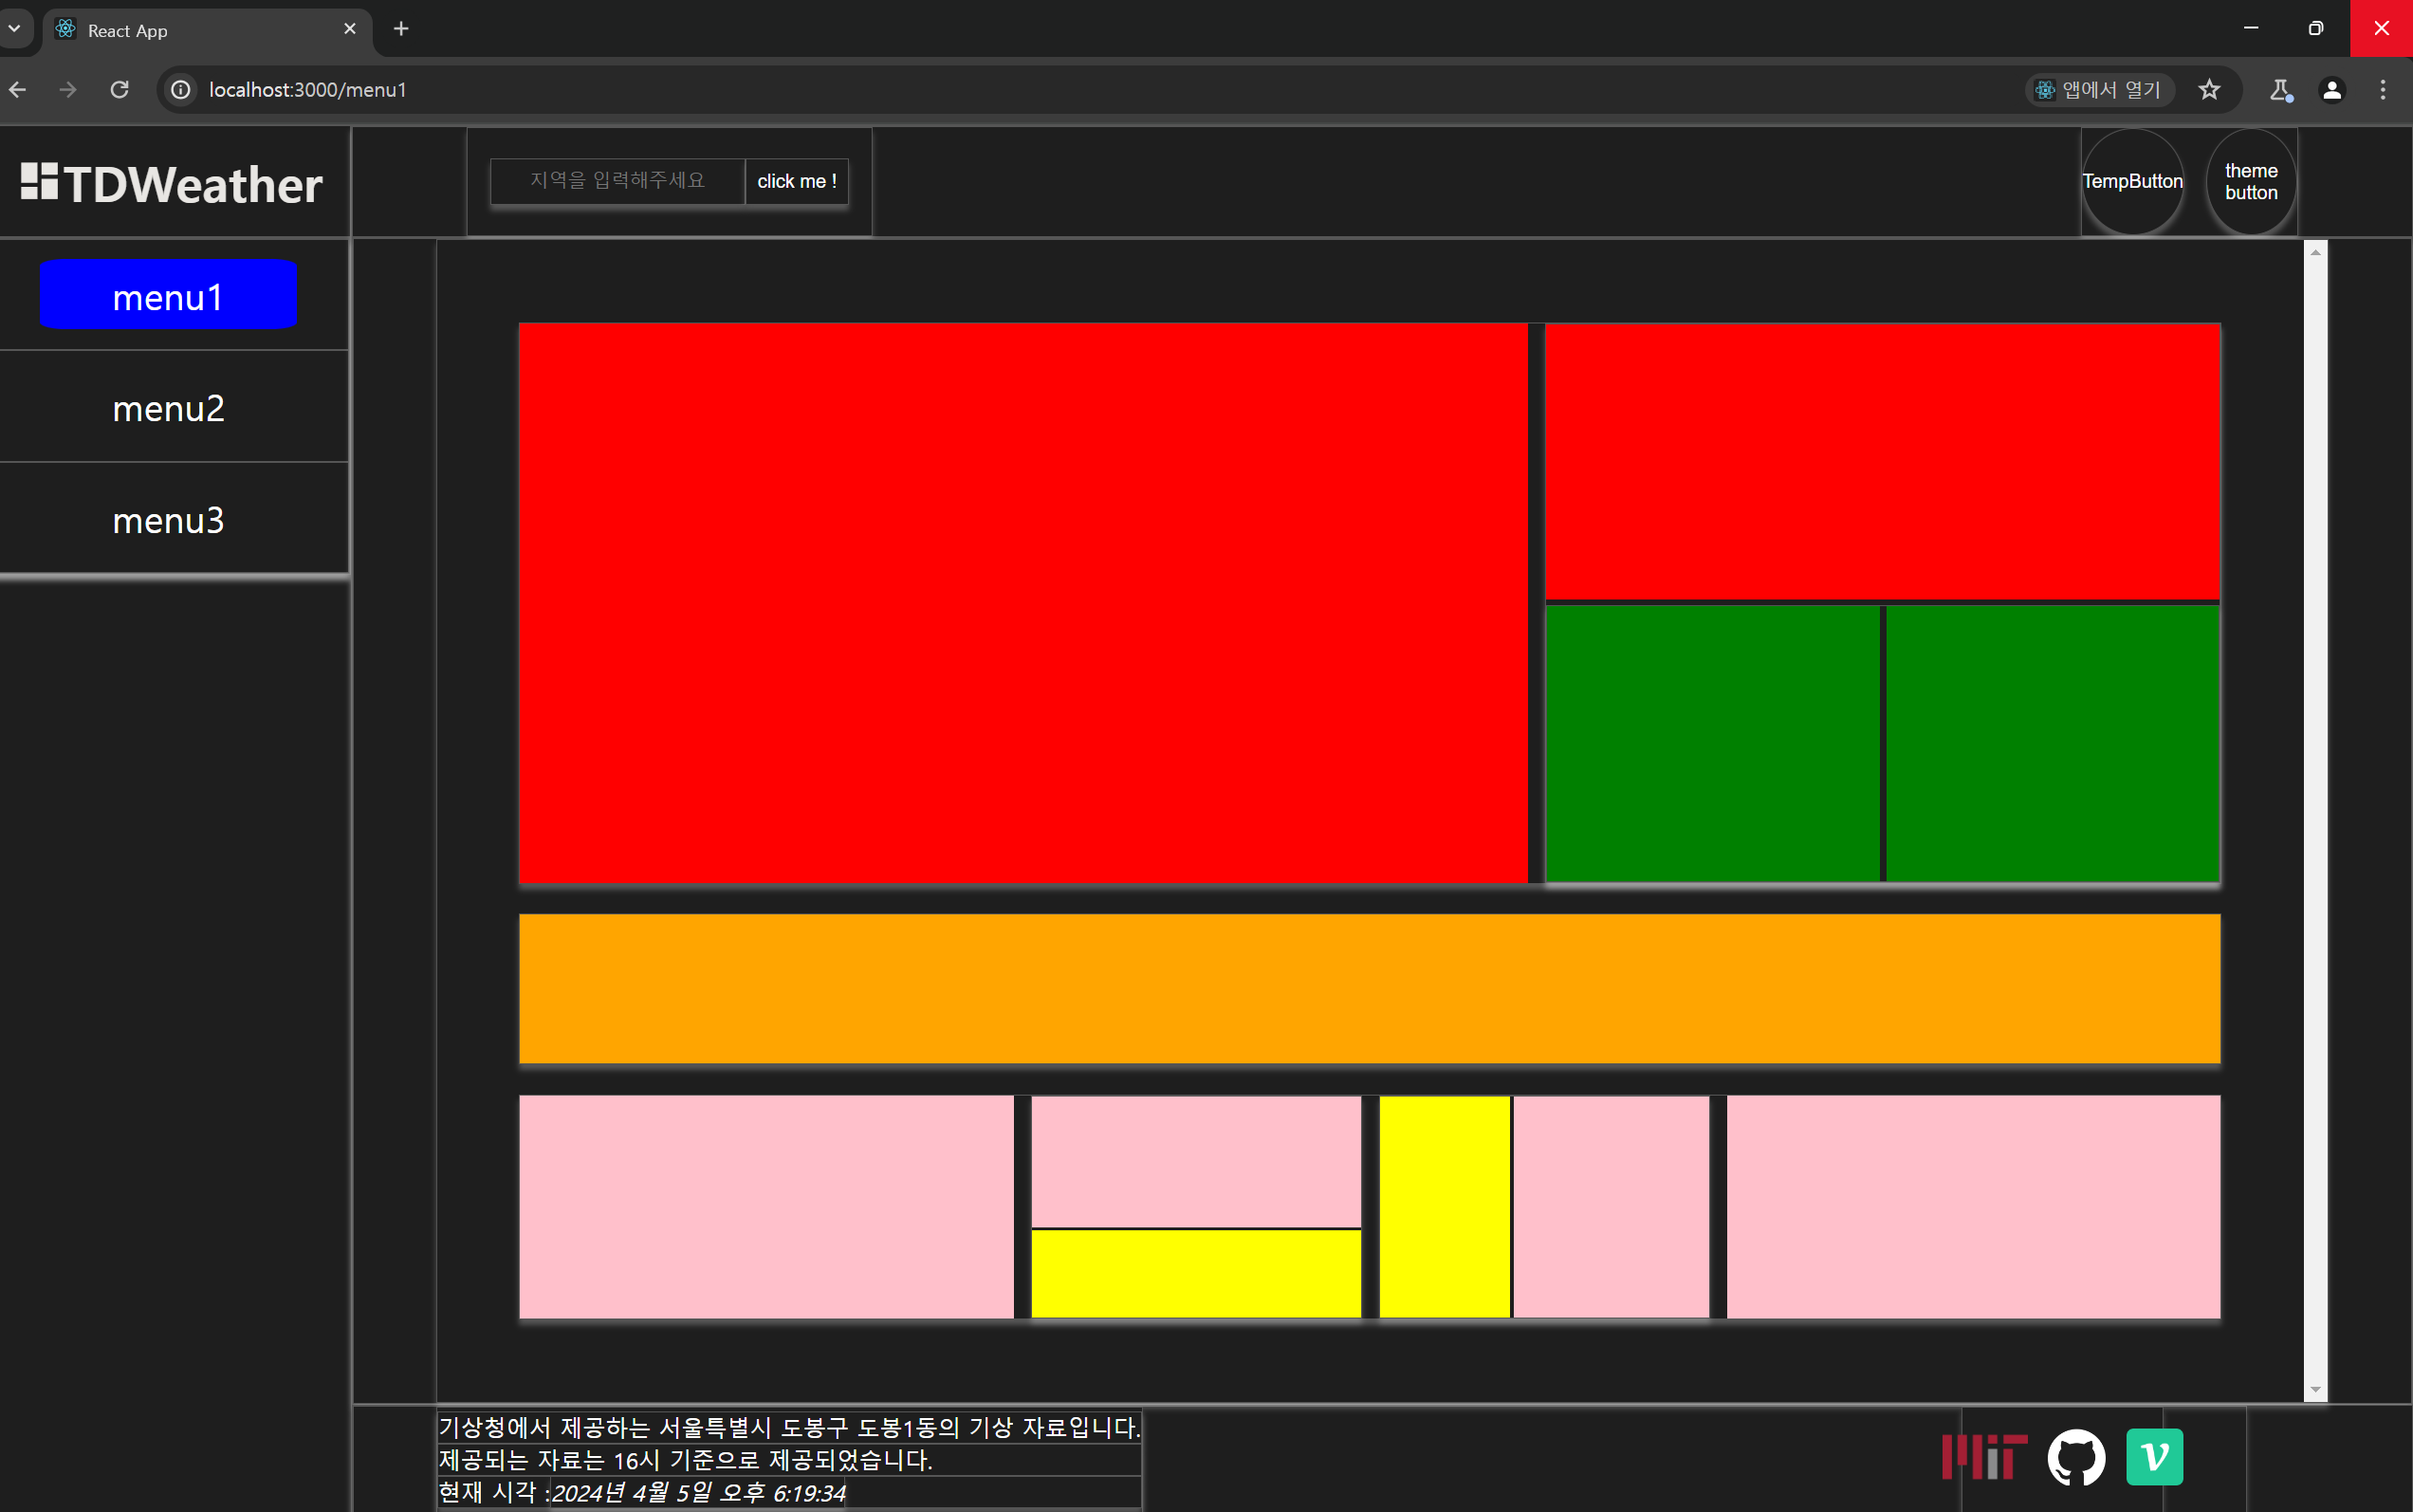 React App
localhost:3000/menu1
앱에서 열기
TDWeather
지역을 입력해주세요
click me !
TempButton
theme
button
menu1
menu2
menu3
기상청에서 제공하는 서울특별시 도봉구 도봉1동의 기상 자료입니다.
제공되는 자료는 16시 기준으로 제공되었습니다.
현재 시각 :2024년 4월 5일 오후 6:19:34
MiT
v